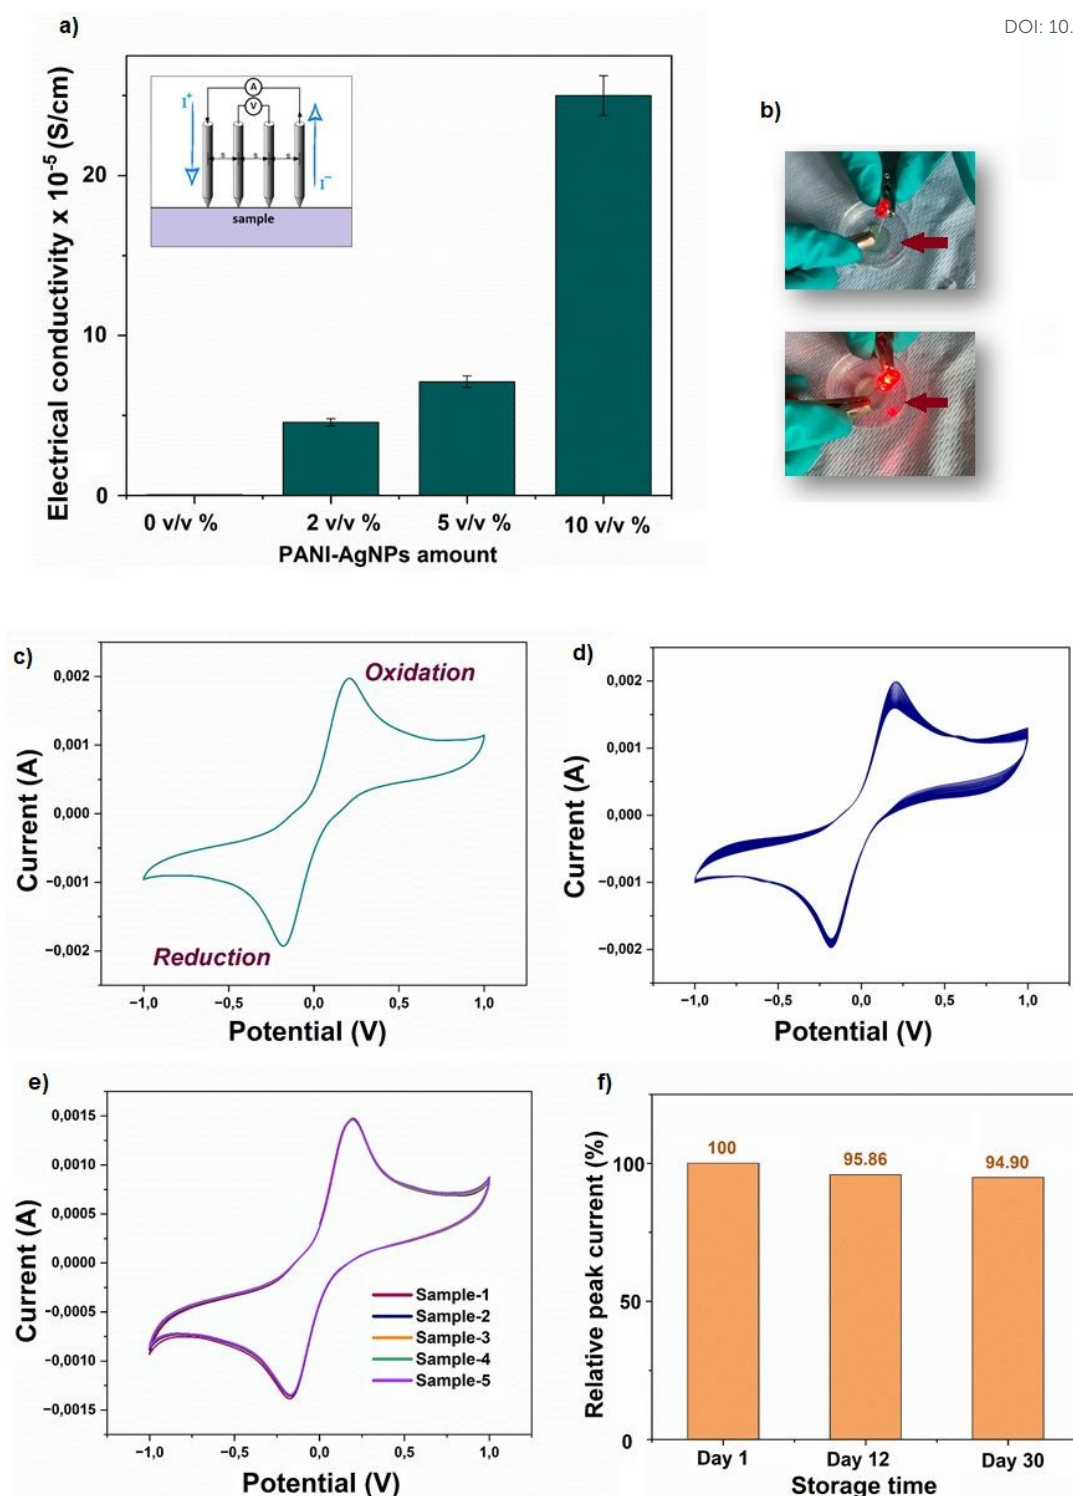 DOI: 10.
a)
Electrical conductivity x 10⁻⁵ (S/cm)
20
10
0
I⁺
A
V
S S S
I⁻
sample
0 v/v % 2 v/v % 5 v/v % 10 v/v %
PANI-AgNPs amount
b)
c)
Oxidation
Reduction
Current (A)
0,002
0,001
0,000
−0,001
−0,002
−1,0 −0,5 0,0 0,5 1,0
Potential (V)
d)
Current (A)
0,002
0,001
0,000
−0,001
−0,002
−1,0 −0,5 0,0 0,5 1,0
Potential (V)
e)
Current (A)
0,0015
0,0010
0,0005
0,0000
−0,0005
−0,0010
−0,0015
Sample-1
Sample-2
Sample-3
Sample-4
Sample-5
−1,0 −0,5 0,0 0,5 1,0
Potential (V)
f)
Relative peak current (%)
100
50
0
100
95.86
94.90
Day 1 Day 12 Day 30
Storage time